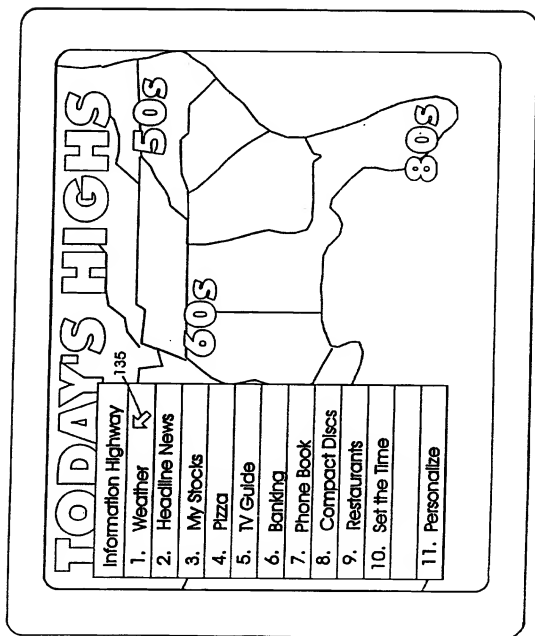 TODAY'S HIGHS
135
Information Highway
1. Weather
2. Headline News
3. My Stocks
4. Pizza
5. TV Guide
6. Banking
7. Phone Book
8. Compact Discs
9. Restaurants
10. Set the Time
11. Personalize
50s
60s
80s